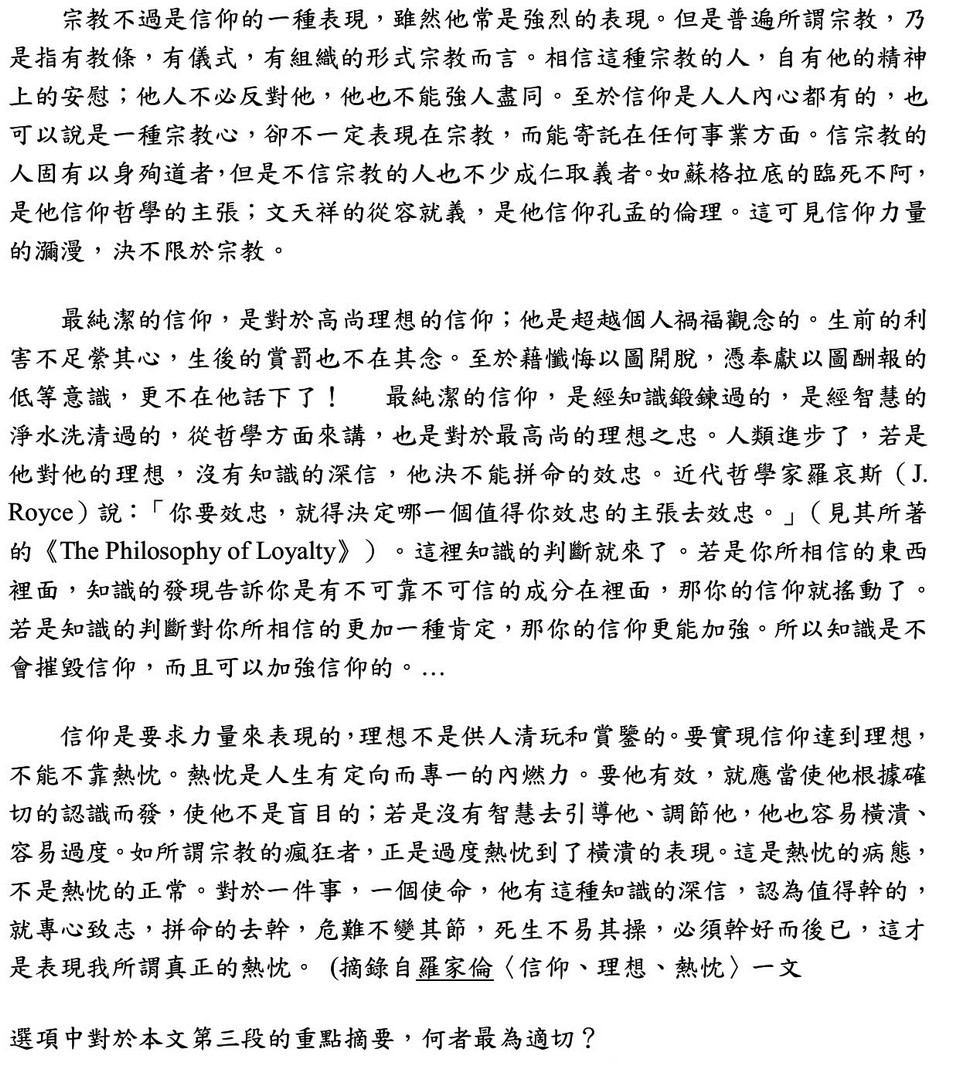 宗教不過是信仰的一種表現，雖然他常是強烈的表現。但是普遍所謂宗教，乃
是指有教條，有儀式，有組織的形式宗教而言。相信這種宗教的人，自有他的精神
上的安慰；他人不必反對他，他也不能強人盡同。至於信仰是人人內心都有的，也
可以說是一種宗教心，卻不一定表現在宗教，而能寄託在任何事業方面。信宗教的
人固有以身殉道者，但是不信宗教的人也不少成仁取義者。如蘇格拉底的臨死不阿，
是他信仰哲學的主張；文天祥的從容就義，是他信仰孔孟的倫理。這可見信仰力量
的瀰漫，決不限於宗教。
最純潔的信仰，是對於高尚理想的信仰；他是超越個人禍福觀念的。生前的利
害不足縈其心，生後的賞罰也不在其念。至於藉懺悔以圖開脫，憑奉獻以圖酬報的
低等意識，更不在他話下了！　最純潔的信仰，是經知識鍛鍊過的，是經智慧的
淨水洗清過的，從哲學方面來講，也是對於最高尚的理想之忠。人類進步了，若是
他對他的理想，沒有知識的深信，他決不能拼命的效忠。近代哲學家羅哀斯（J.
Royce）說：「你要效忠，就得決定哪一個值得你效忠的主張去效忠。」（見其所著
的《The Philosophy of Loyalty》）。這裡知識的判斷就來了。若是你所相信的東西
裡面，知識的發現告訴你是有不可靠不可信的成分在裡面，那你的信仰就搖動了。
若是知識的判斷對你所相信的更加一種肯定，那你的信仰更能加強。所以知識是不
會摧毀信仰，而且可以加強信仰的。…
信仰是要求力量來表現的，理想不是供人清玩和賞鑒的。要實現信仰達到理想，
不能不靠熱忱。熱忱是人生有定向而專一的內燃力。要他有效，就應當使他根據確
切的認識而發，使他不是盲目的；若是沒有智慧去引導他、調節他，他也容易橫潰、
容易過度。如所謂宗教的瘋狂者，正是過度熱忱到了橫潰的表現。這是熱忱的病態，
不是熱忱的正常。對於一件事，一個使命，他有這種知識的深信，認為值得幹的，
就專心致志，拼命的去幹，危難不變其節，死生不易其操，必須幹好而後已，這才
是表現我所謂真正的熱忱。 (摘錄自羅家倫〈信仰、理想、熱忱〉一文
選項中對於本文第三段的重點摘要，何者最為適切？